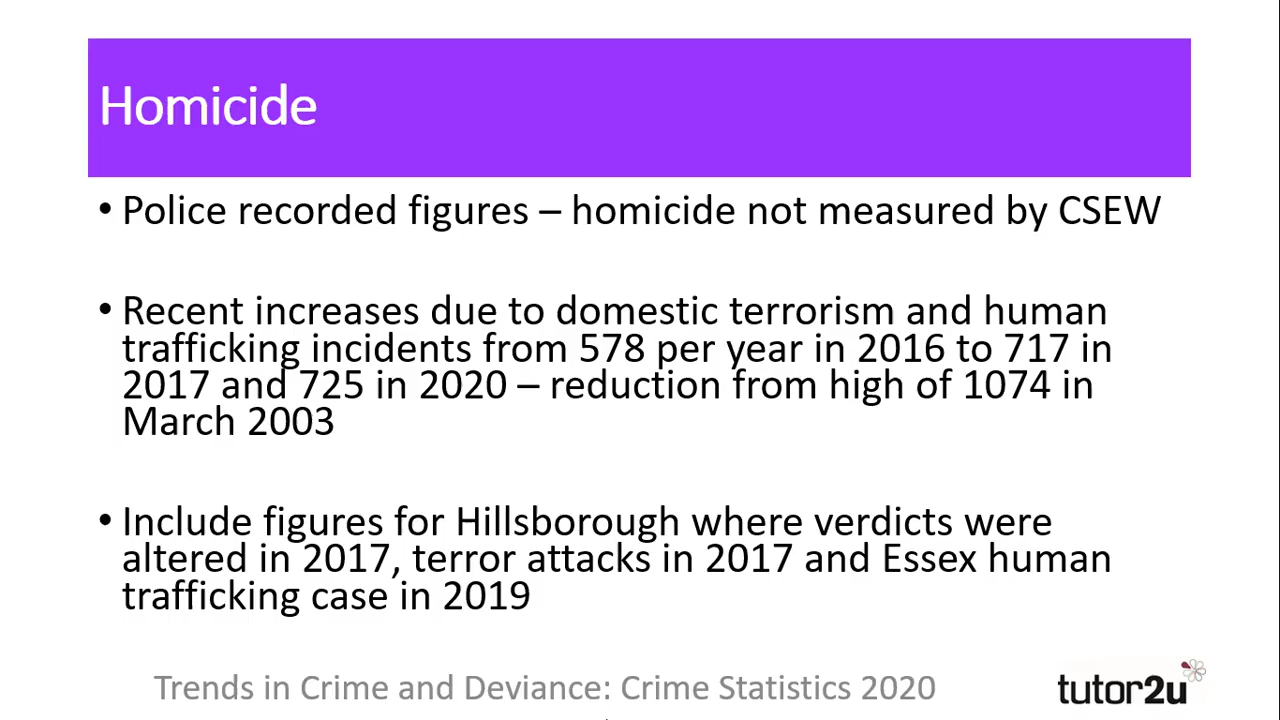 Homicide
• Police recorded figures – homicide not measured by CSEW
• Recent increases due to domestic terrorism and human
trafficking incidents from 578 per year in 2016 to 717 in
2017 and 725 in 2020 – reduction from high of 1074 in
March 2003
• Include figures for Hillsborough where verdicts were
altered in 2017, terror attacks in 2017 and Essex human
trafficking case in 2019
Trends in Crime and Deviance: Crime Statistics 2020
tutor2u